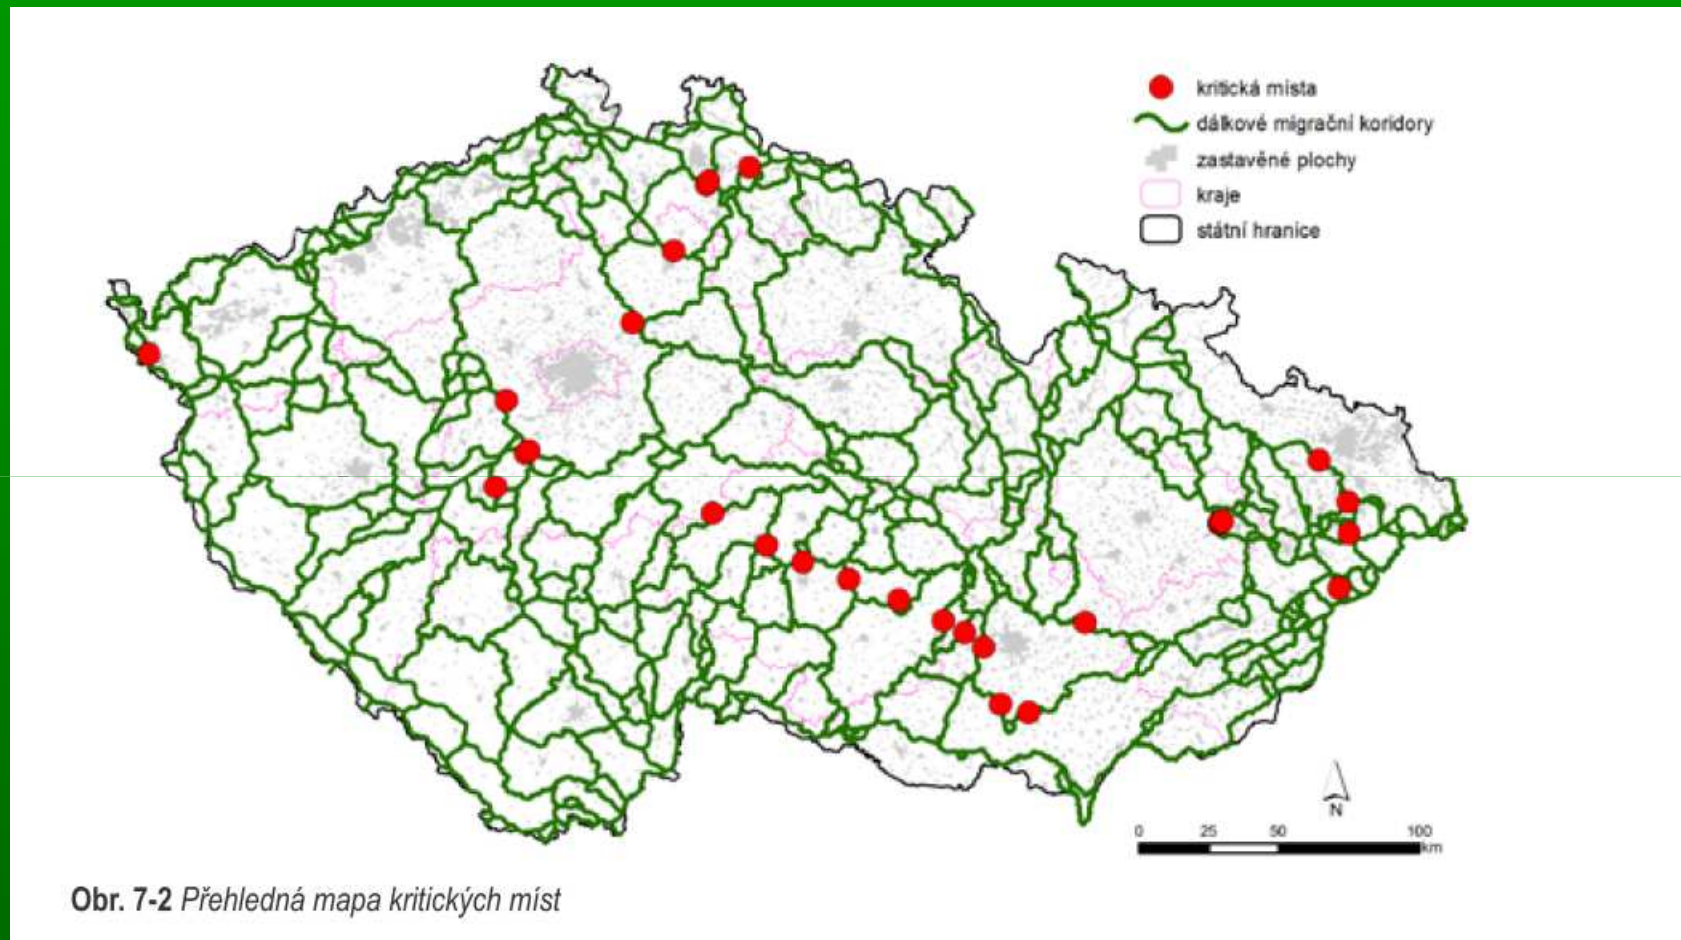 kritická místa
dálkové migrační koridory
zastavěné plochy
kraje
státní hranice
N
0 25 50 100
km
Obr. 7-2 Přehledná mapa kritických míst